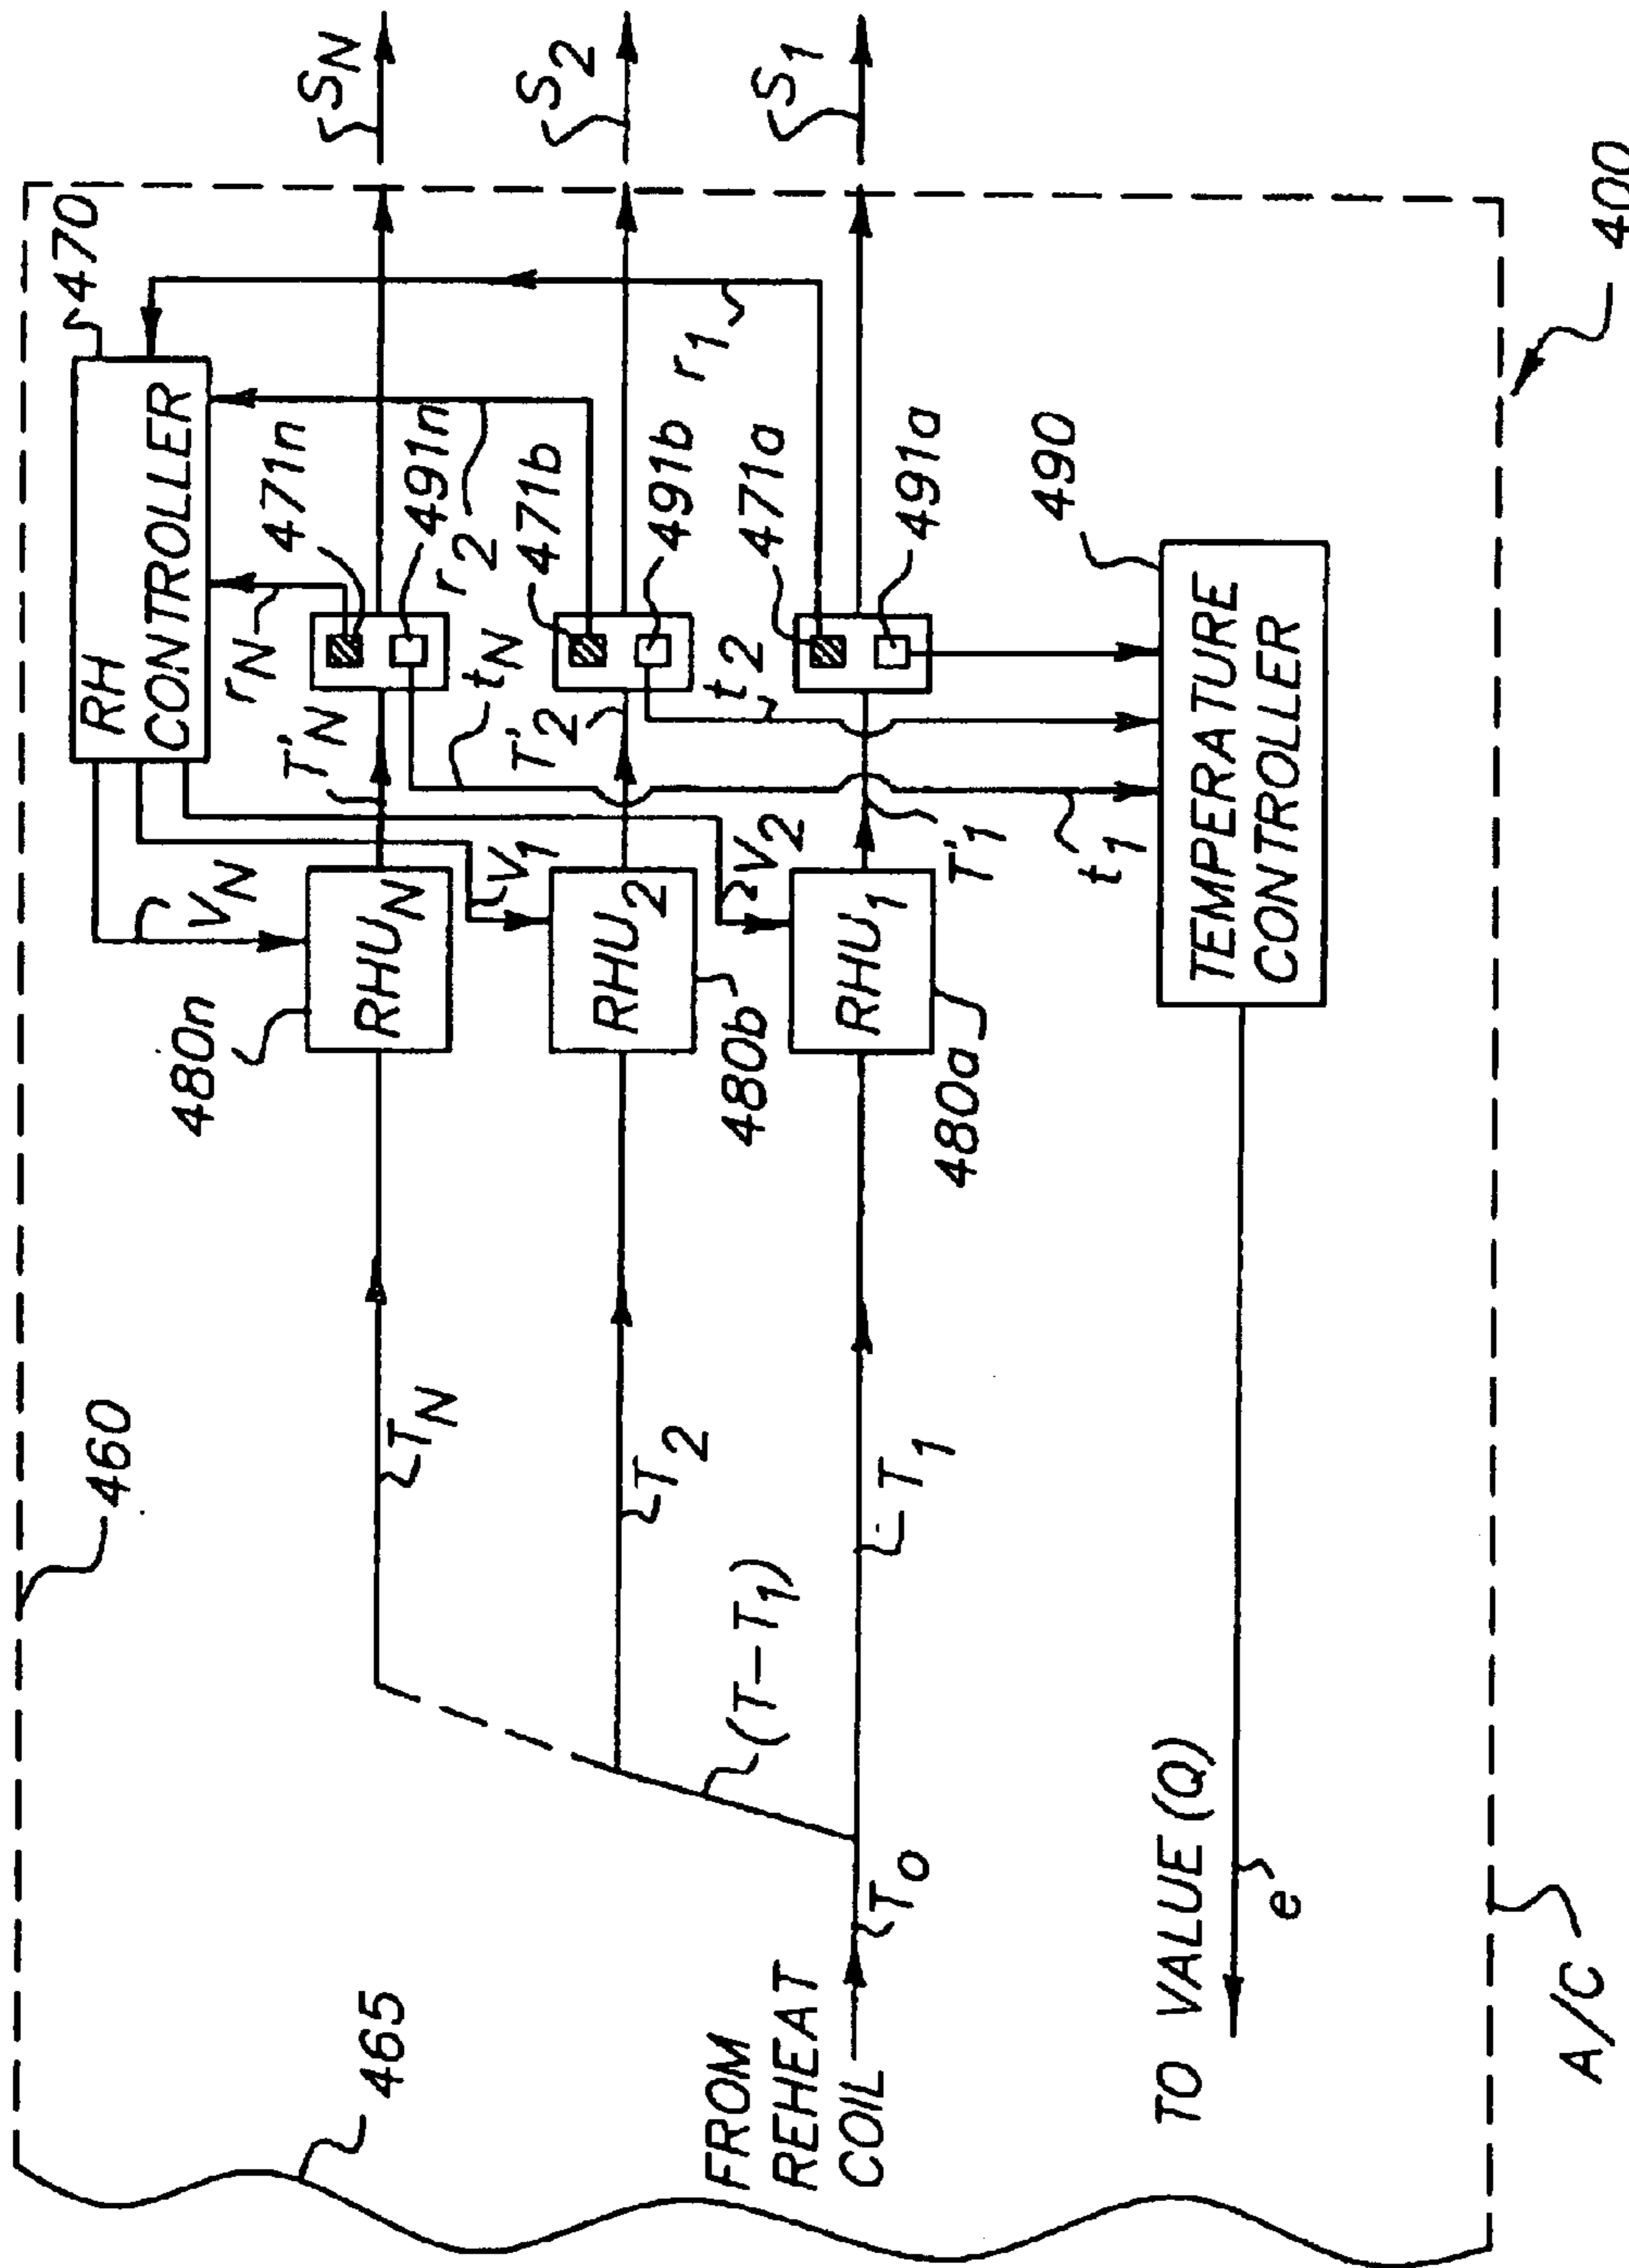 460
465
470
RH
CONTROLLER
S_N
S_2
S_1
r_N
471n
491n
r_2
471b
491b
r_1
471a
491a
V_N
T'_N
t_N
V_1
T'_2
t_2
V_2
T'_1
t_1
480n
RHU_N
480b
RHU_2
480a
RHU_1
T_N
T_2
T_1
(T-T_1)
FROM
REHEAT
COIL
T_0
490
TEMPERATURE
CONTROLLER
TO VALUE (Q)
e
A/C
400